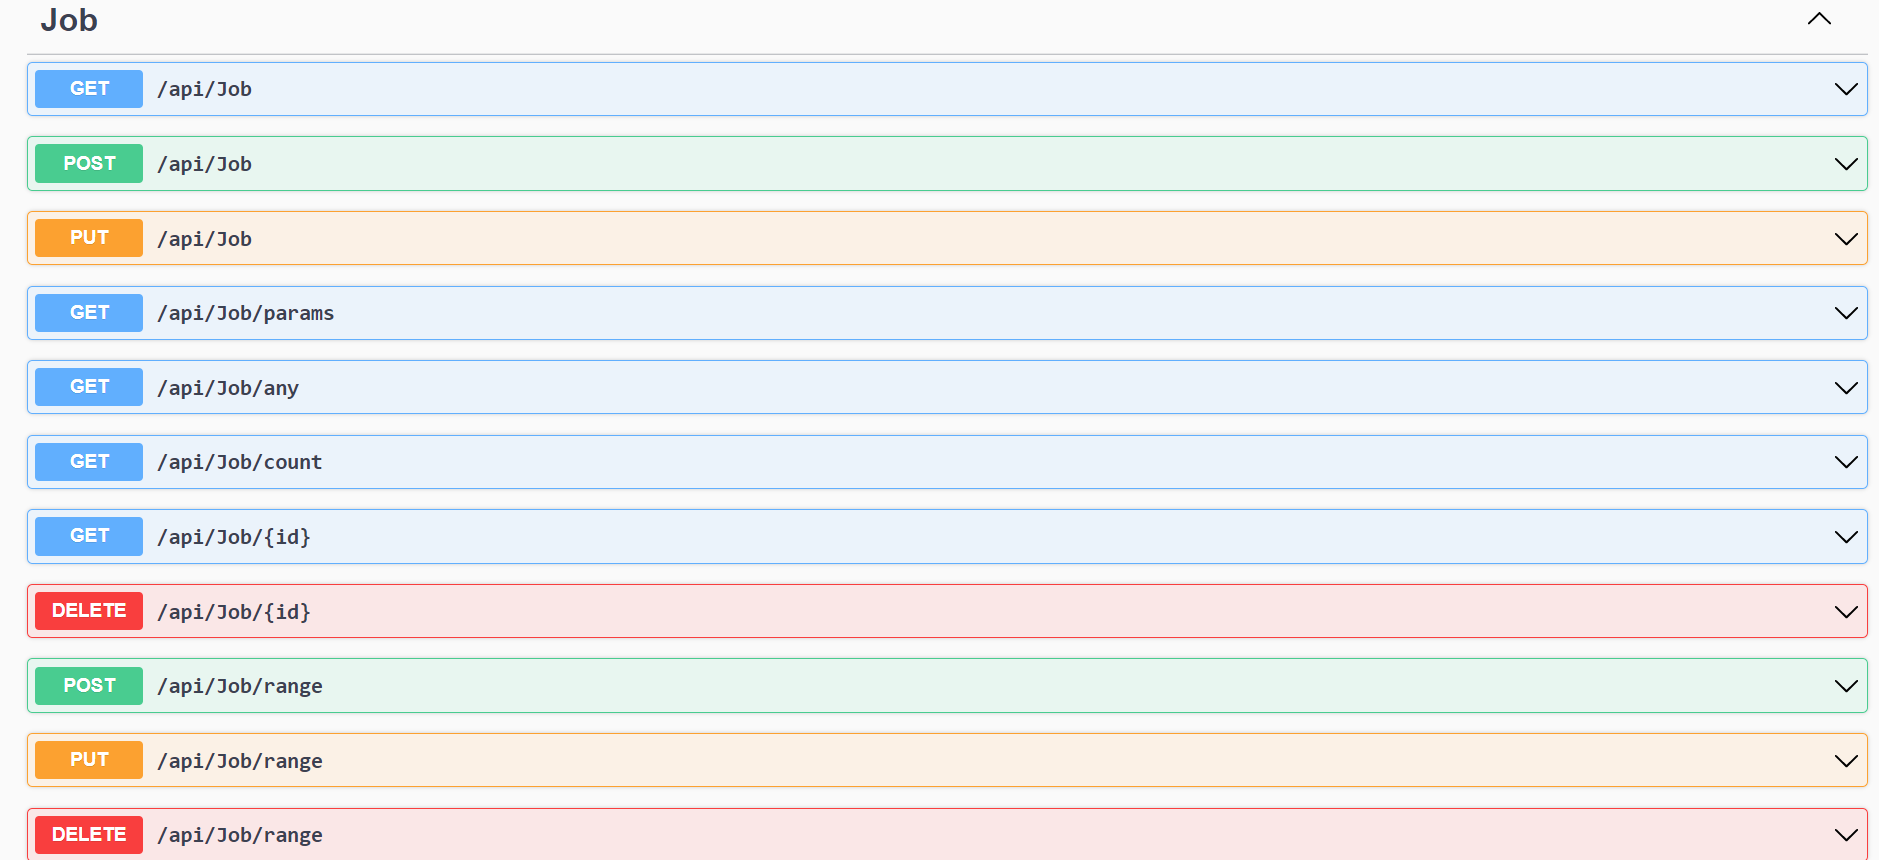 Job
GET /api/Job
POST /api/Job
PUT /api/Job
GET /api/Job/params
GET /api/Job/any
GET /api/Job/count
GET /api/Job/{id}
DELETE /api/Job/{id}
POST /api/Job/range
PUT /api/Job/range
DELETE /api/Job/range